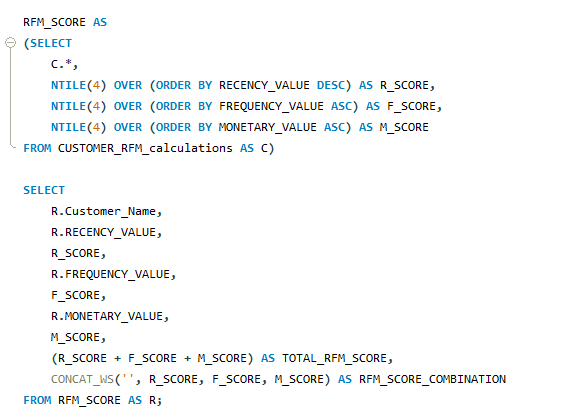 RFM_SCORE AS
(SELECT
C.*,
NTILE(4) OVER (ORDER BY RECENCY_VALUE DESC) AS R_SCORE,
NTILE(4) OVER (ORDER BY FREQUENCY_VALUE ASC) AS F_SCORE,
NTILE(4) OVER (ORDER BY MONETARY_VALUE ASC) AS M_SCORE
FROM CUSTOMER_RFM_calculations AS C)
SELECT
R.Customer_Name,
R.RECENCY_VALUE,
R_SCORE,
R.FREQUENCY_VALUE,
F_SCORE,
R.MONETARY_VALUE,
M_SCORE,
(R_SCORE + F_SCORE + M_SCORE) AS TOTAL_RFM_SCORE,
CONCAT_WS('', R_SCORE, F_SCORE, M_SCORE) AS RFM_SCORE_COMBINATION
FROM RFM_SCORE AS R;